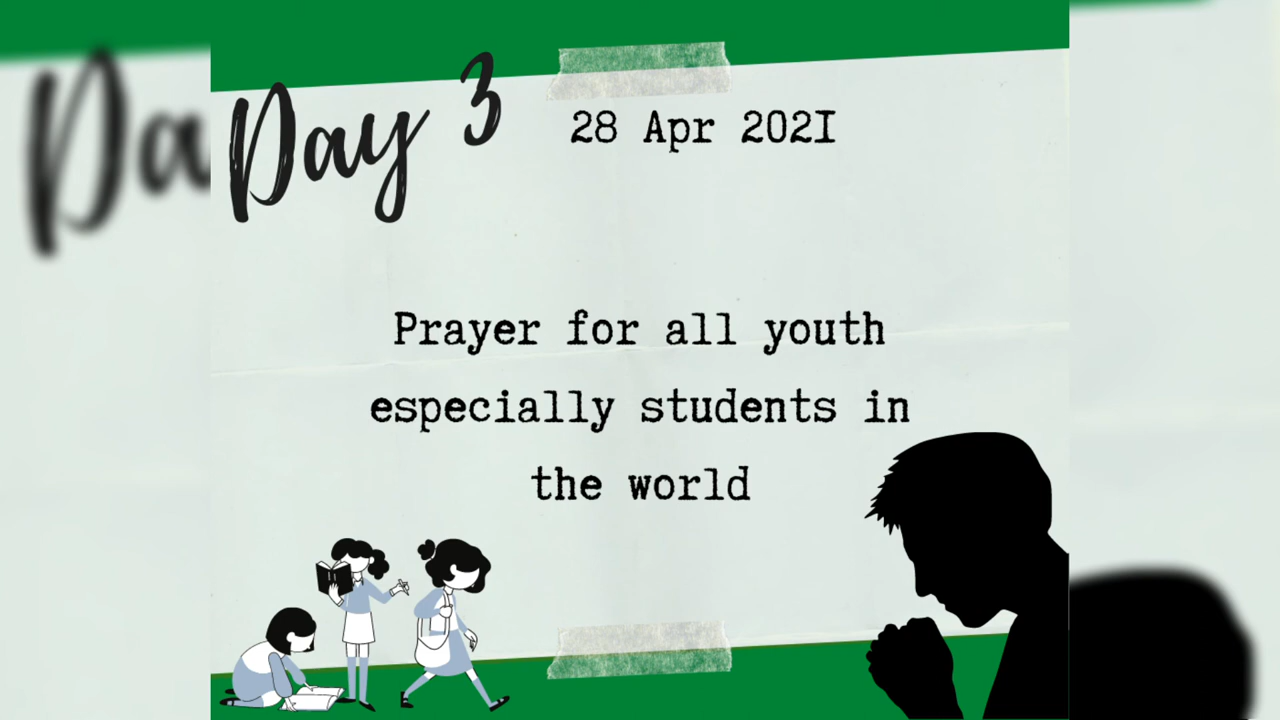 Day 3
28 Apr 2021
Prayer for all youth
especially students in
the world